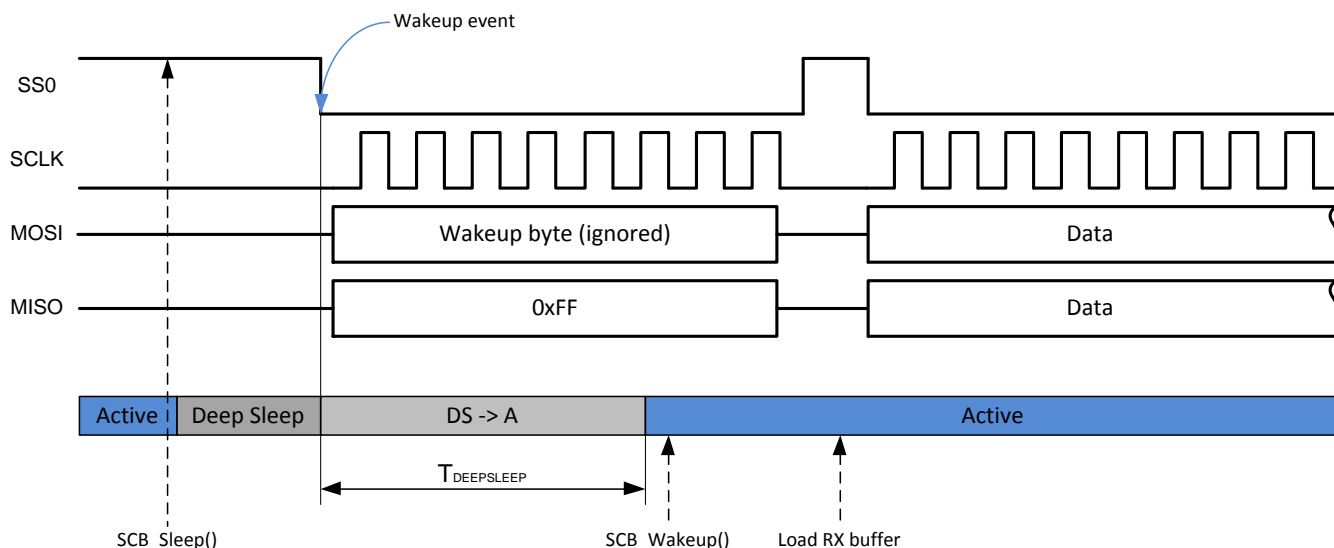 Wakeup event
SS0
SCLK
MOSI
Wakeup byte (ignored)
Data
MISO
0xFF
Data
Active
Deep Sleep
DS -> A
Active
TDEEPSLEEP
SCB_Sleep()
SCB_Wakeup()
Load RX buffer